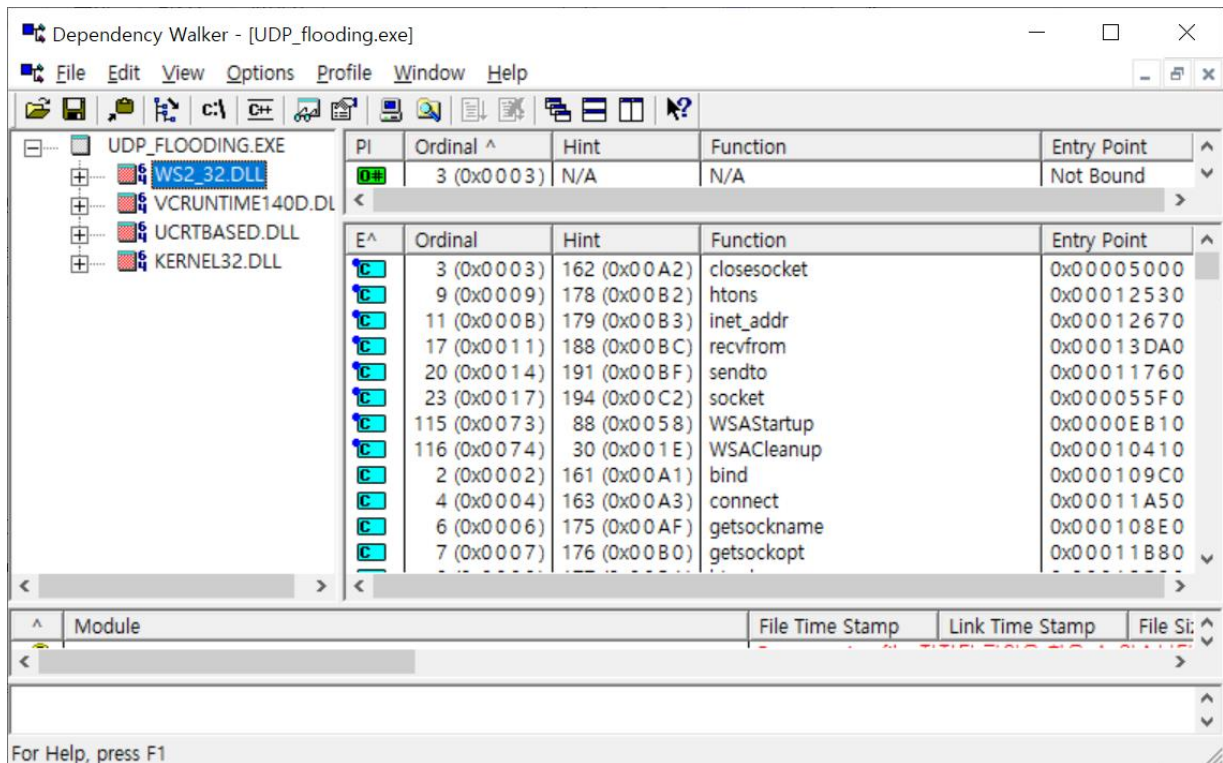 Dependency Walker - [UDP_flooding.exe]
File Edit View Options Profile Window Help
c:\ C++
UDP_FLOODING.EXE
WS2_32.DLL
VCRUNTIME140D.DL
UCRTBASED.DLL
KERNEL32.DLL
PI Ordinal ^ Hint Function Entry Point
O# 3 (0x0003) N/A N/A Not Bound
E^ Ordinal Hint Function Entry Point
C 3 (0x0003) 162 (0x00A2) closesocket 0x00005000
C 9 (0x0009) 178 (0x00B2) htons 0x00012530
C 11 (0x000B) 179 (0x00B3) inet_addr 0x00012670
C 17 (0x0011) 188 (0x00BC) recvfrom 0x00013DA0
C 20 (0x0014) 191 (0x00BF) sendto 0x00011760
C 23 (0x0017) 194 (0x00C2) socket 0x000055F0
C 115 (0x0073) 88 (0x0058) WSAStartup 0x0000EB10
C 116 (0x0074) 30 (0x001E) WSACleanup 0x00010410
C 2 (0x0002) 161 (0x00A1) bind 0x000109C0
C 4 (0x0004) 163 (0x00A3) connect 0x00011A50
C 6 (0x0006) 175 (0x00AF) getsockname 0x000108E0
C 7 (0x0007) 176 (0x00B0) getsockopt 0x00011B80
^ Module File Time Stamp Link Time Stamp File Si
For Help, press F1